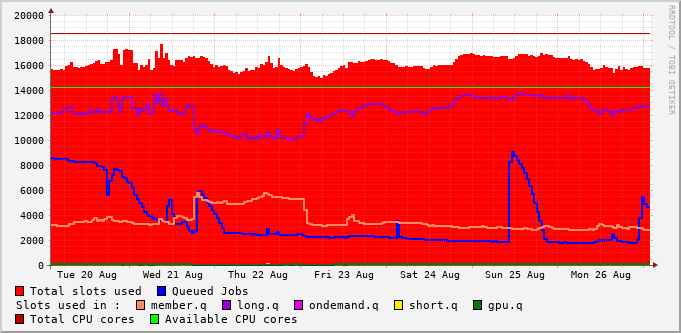 20000
18000
16000
14000
12000
10000
8000
6000
4000
2000
0
Tue 20 Aug Wed 21 Aug Thu 22 Aug Fri 23 Aug Sat 24 Aug Sun 25 Aug Mon 26 Aug
Total slots used Queued Jobs
Slots used in : member.q long.q ondemand.q short.q gpu.q
Total CPU cores Available CPU cores
RRDTOOL / TOBI OETIKER